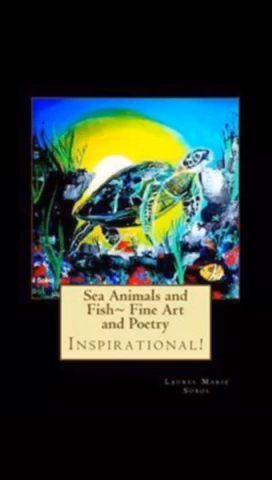 Sea Animals and
Fish~ Fine Art
and Poetry
Inspirational!
Laurel Marie
Sobol